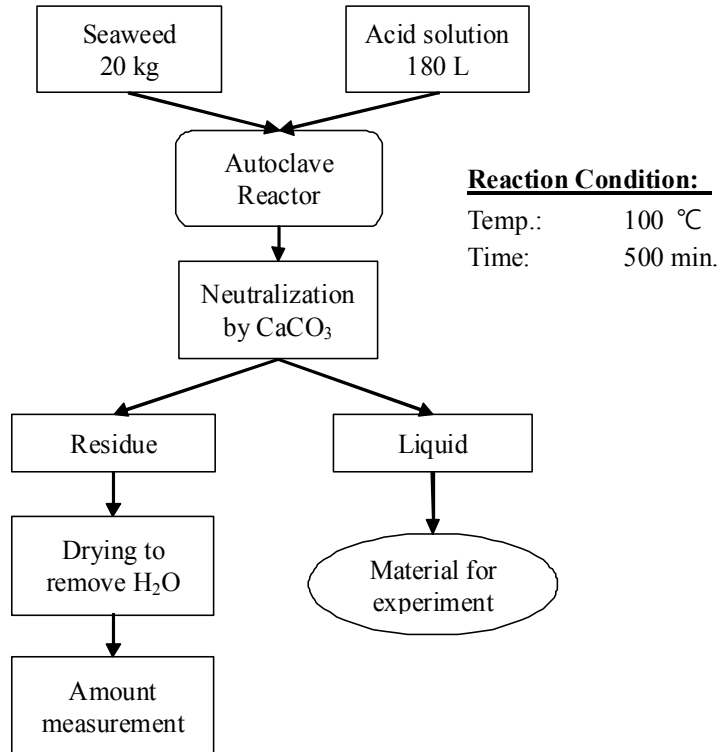 Seaweed
20 kg
Acid solution
180 L
Autoclave
Reactor
Reaction Condition:
Temp.: 100 ℃
Time: 500 min.
Neutralization
by CaCO₃
Residue
Liquid
Drying to
remove H₂O
Material for
experiment
Amount
measurement